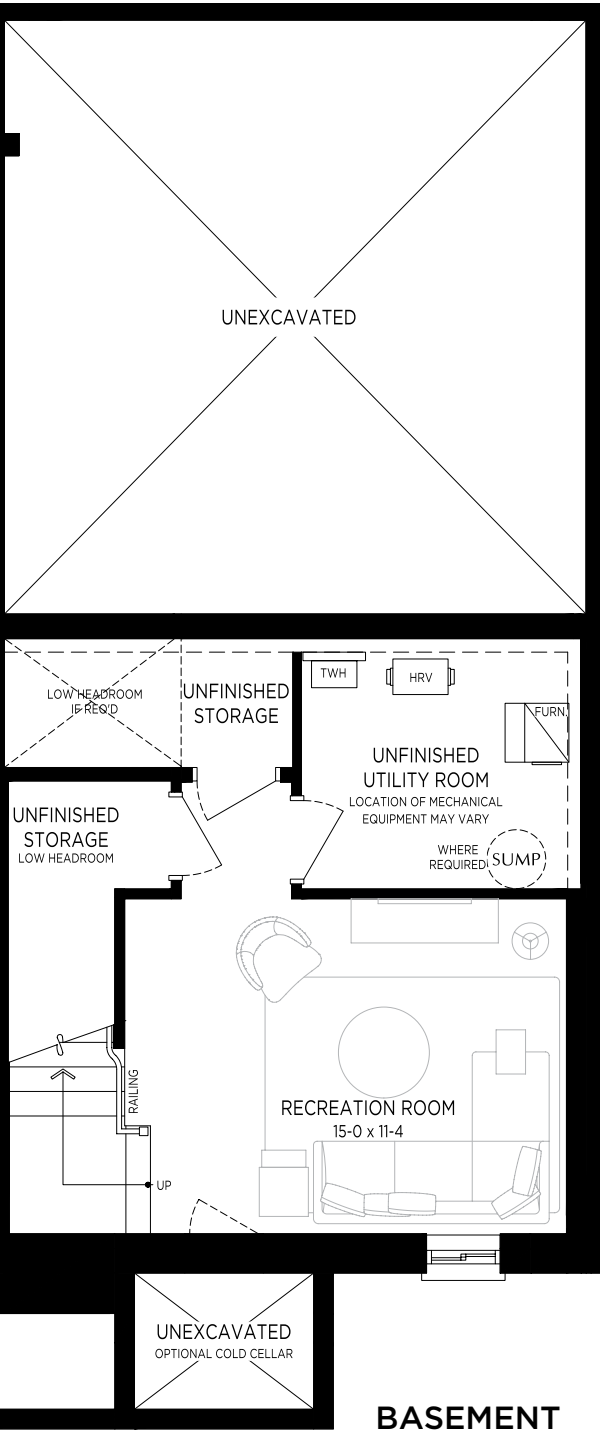 UNEXCAVATED
LOW HEADROOM
IF REQ'D
UNFINISHED
STORAGE
TWH
HRV
FURN.
UNFINISHED
UTILITY ROOM
LOCATION OF MECHANICAL
EQUIPMENT MAY VARY
WHERE
REQUIRED
SUMP
UNFINISHED
STORAGE
LOW HEADROOM
RAILING
UP
RECREATION ROOM
15-0 x 11-4
UNEXCAVATED
OPTIONAL COLD CELLAR
BASEMENT